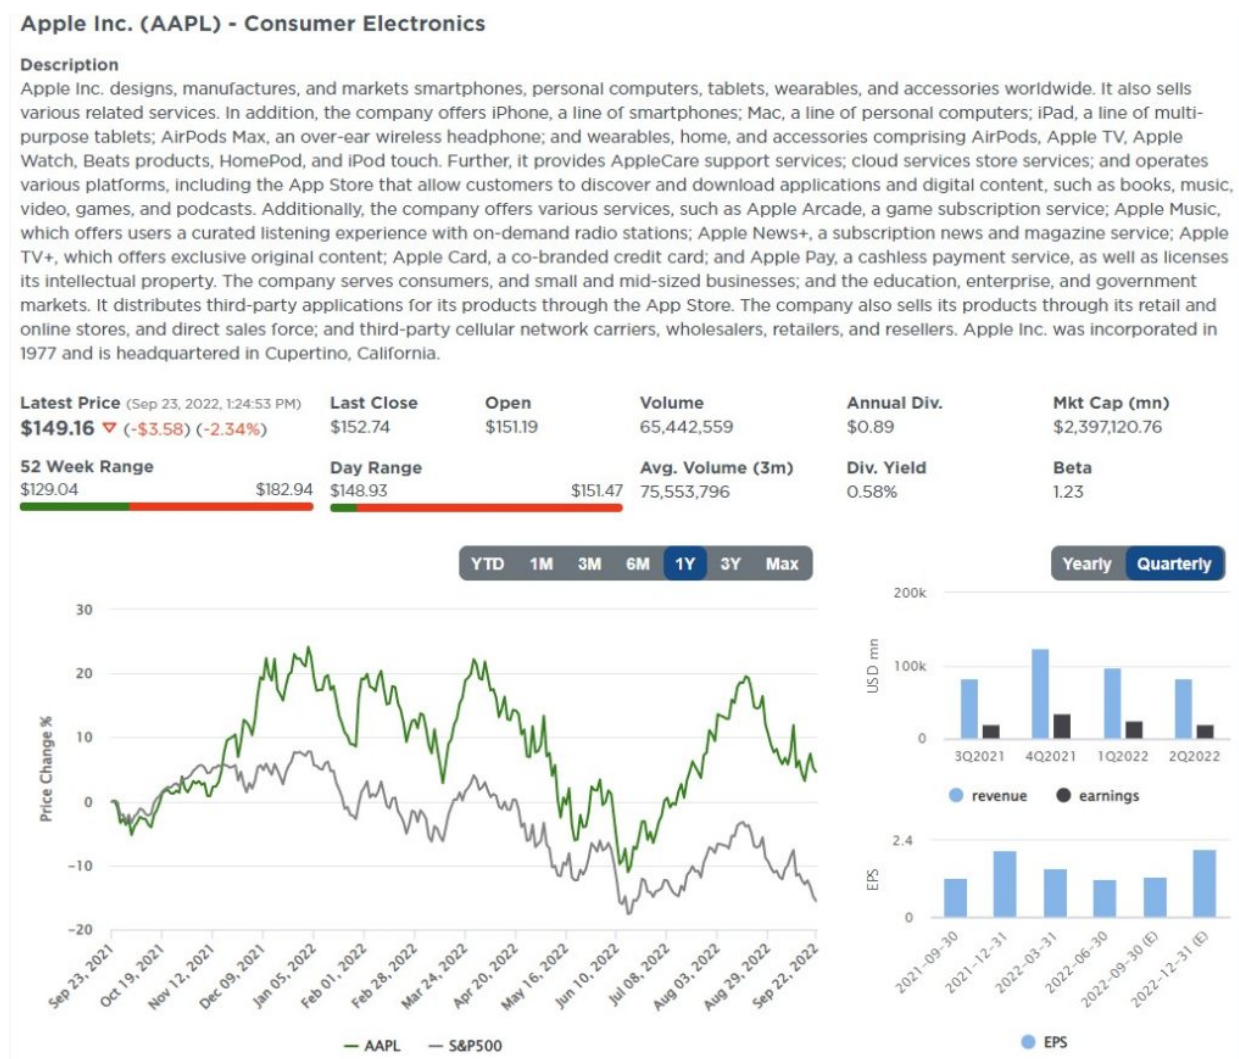 Apple Inc. (AAPL) - Consumer Electronics
Description
Apple Inc. designs, manufactures, and markets smartphones, personal computers, tablets, wearables, and accessories worldwide. It also sells
various related services. In addition, the company offers iPhone, a line of smartphones; Mac, a line of personal computers; iPad, a line of multi-
purpose tablets; AirPods Max, an over-ear wireless headphone; and wearables, home, and accessories comprising AirPods, Apple TV, Apple
Watch, Beats products, HomePod, and iPod touch. Further, it provides AppleCare support services; cloud services store services; and operates
various platforms, including the App Store that allow customers to discover and download applications and digital content, such as books, music,
video, games, and podcasts. Additionally, the company offers various services, such as Apple Arcade, a game subscription service; Apple Music,
which offers users a curated listening experience with on-demand radio stations; Apple News+, a subscription news and magazine service; Apple
TV+, which offers exclusive original content; Apple Card, a co-branded credit card; and Apple Pay, a cashless payment service, as well as licenses
its intellectual property. The company serves consumers, and small and mid-sized businesses; and the education, enterprise, and government
markets. It distributes third-party applications for its products through the App Store. The company also sells its products through its retail and
online stores, and direct sales force; and third-party cellular network carriers, wholesalers, retailers, and resellers. Apple Inc. was incorporated in
1977 and is headquartered in Cupertino, California.
Latest Price (Sep 23, 2022, 1:24:53 PM) Last Close Open Volume Annual Div. Mkt Cap (mn)
$149.16 ▽ (-$3.58) (-2.34%) $152.74 $151.19 65,442,559 $0.89 $2,397,120.76
52 Week Range Day Range Avg. Volume (3m) Div. Yield Beta
$129.04 $182.94 $148.93 $151.47 75,553,796 0.58% 1.23
YTD 1M 3M 6M 1Y 3Y Max
Price Change %
30
20
10
0
-10
-20
Sep 23, 2021
Oct 19, 2021
Nov 12, 2021
Dec 09, 2021
Jan 05, 2022
Feb 01, 2022
Feb 28, 2022
Mar 24, 2022
Apr 20, 2022
May 16, 2022
Jun 10, 2022
Jul 08, 2022
Aug 03, 2022
Aug 29, 2022
Sep 22, 2022
AAPL S&P500
Yearly Quarterly
USD mn
200k
100k
0
3Q2021 4Q2021 1Q2022 2Q2022
revenue earnings
EPS
2.4
0
2021-09-30
2021-12-31
2022-03-31
2022-06-30
2022-09-30 (E)
2022-12-31 (E)
EPS